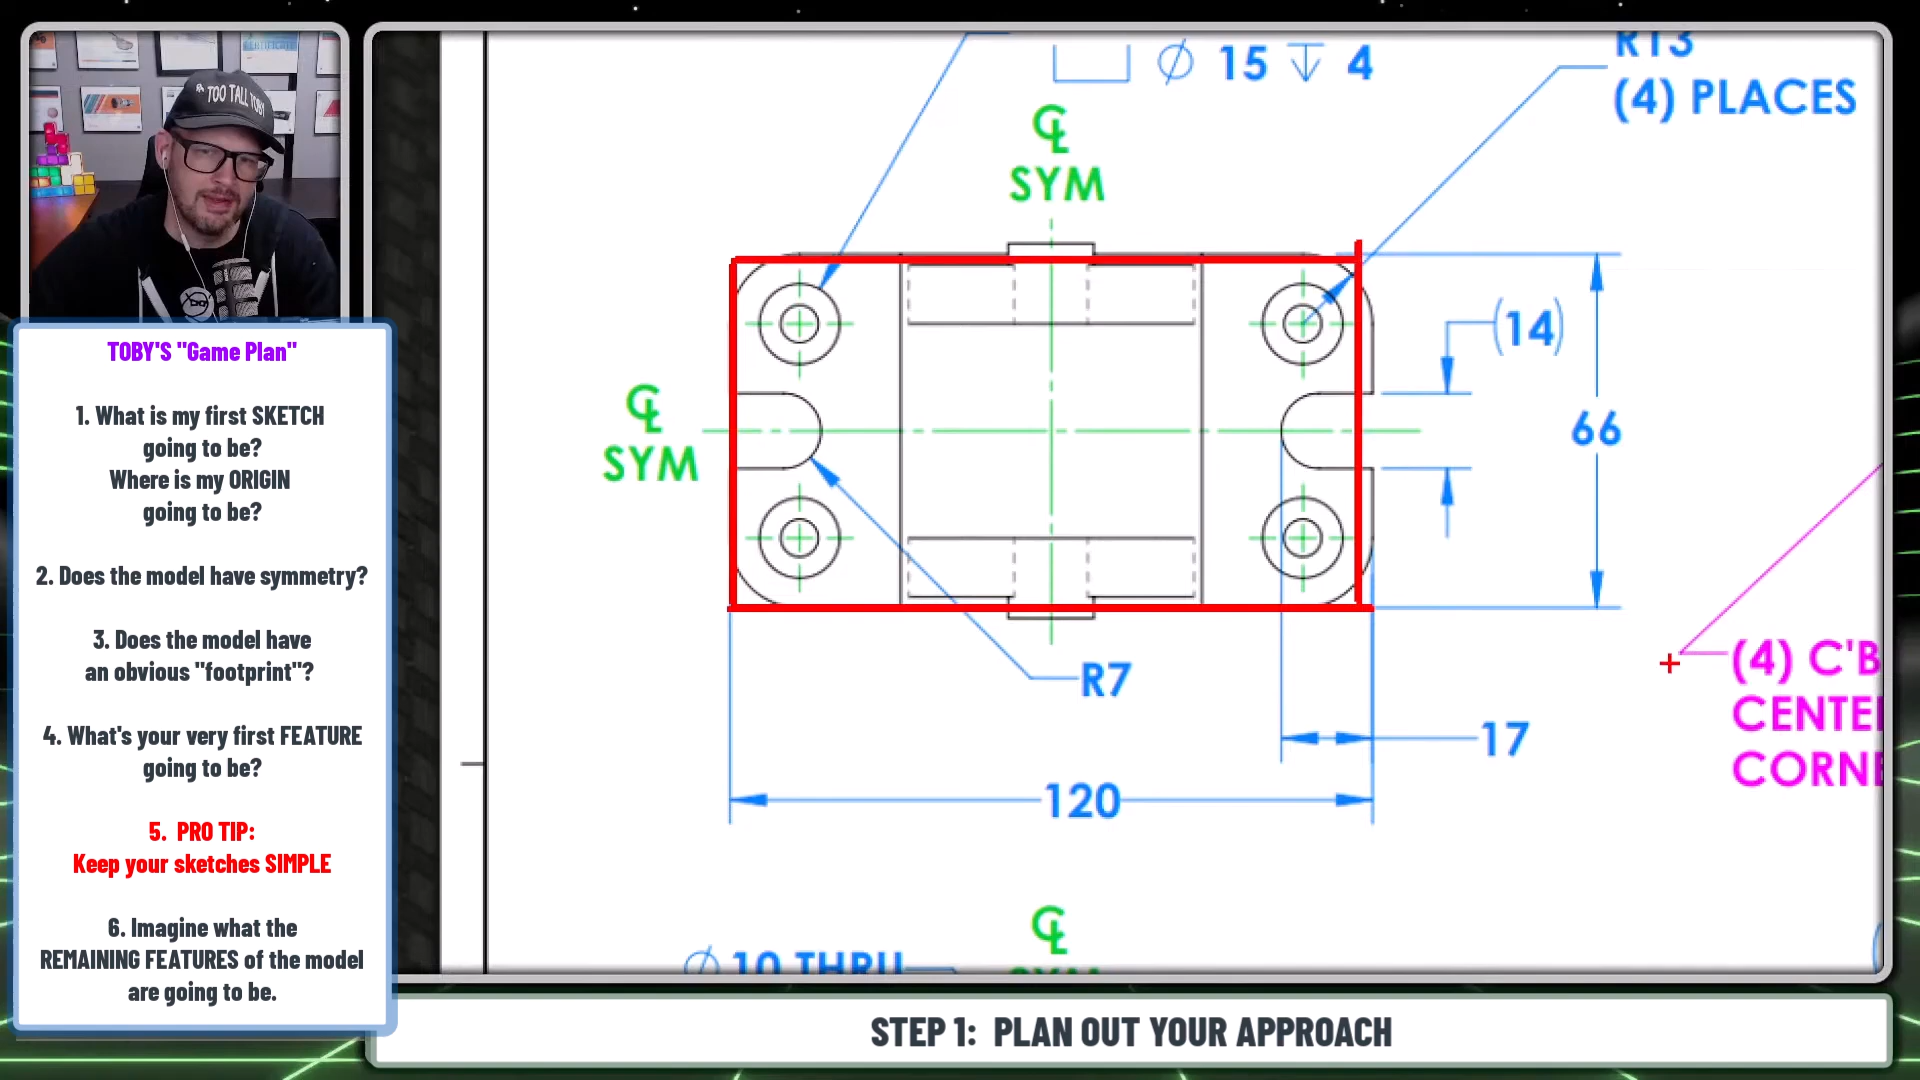 TOO TALL TOBY
TOBY'S "Game Plan"
1. What is my first SKETCH
going to be?
Where is my ORIGIN
going to be?
2. Does the model have symmetry?
3. Does the model have
an obvious "footprint"?
4. What's your very first FEATURE
going to be?
5. PRO TIP:
Keep your sketches SIMPLE
6. Imagine what the
REMAINING FEATURES of the model
are going to be.
⌴ ∅ 15 ↧ 4
R13
(4) PLACES
℄
SYM
(14)
℄
SYM
66
R7
(4) C'B
CENTE
CORNE
17
120
℄
SYM
∅ 10 THRU
STEP 1: PLAN OUT YOUR APPROACH